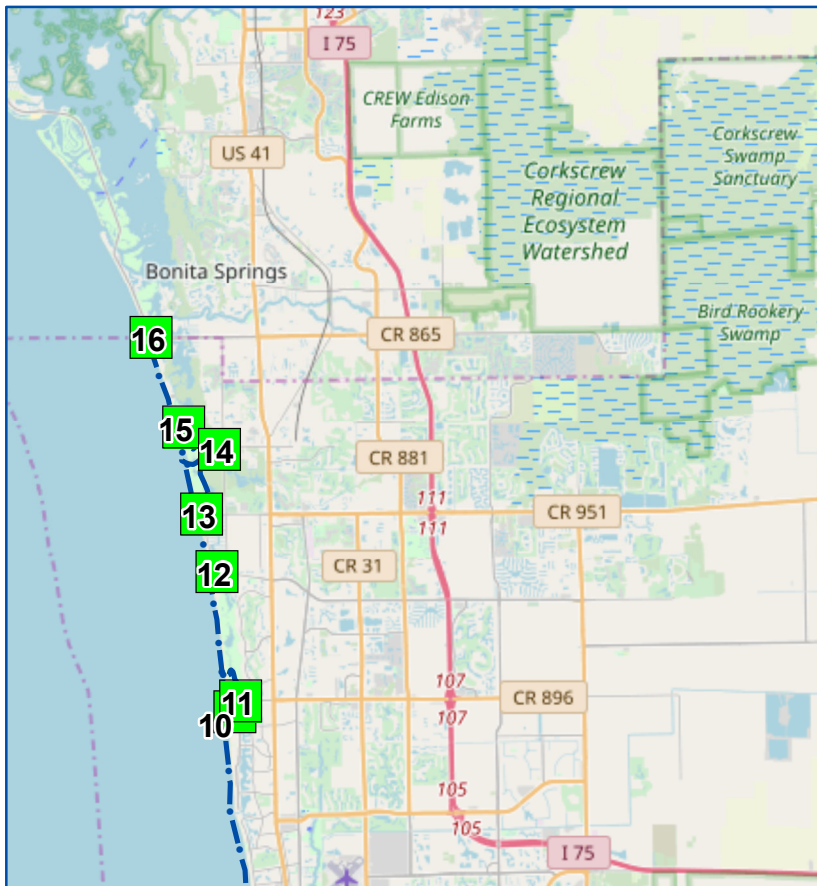 123
I 75
CREW Edison
Farms
US 41
Corkscrew
Swamp
Sanctuary
Corkscrew
Regional
Ecosystem
Watershed
Bonita Springs
Bird Rookery
Swamp
16
CR 865
15
14
CR 881
111
13
CR 951
111
12
CR 31
107
11
CR 896
10
107
105
105
I 75